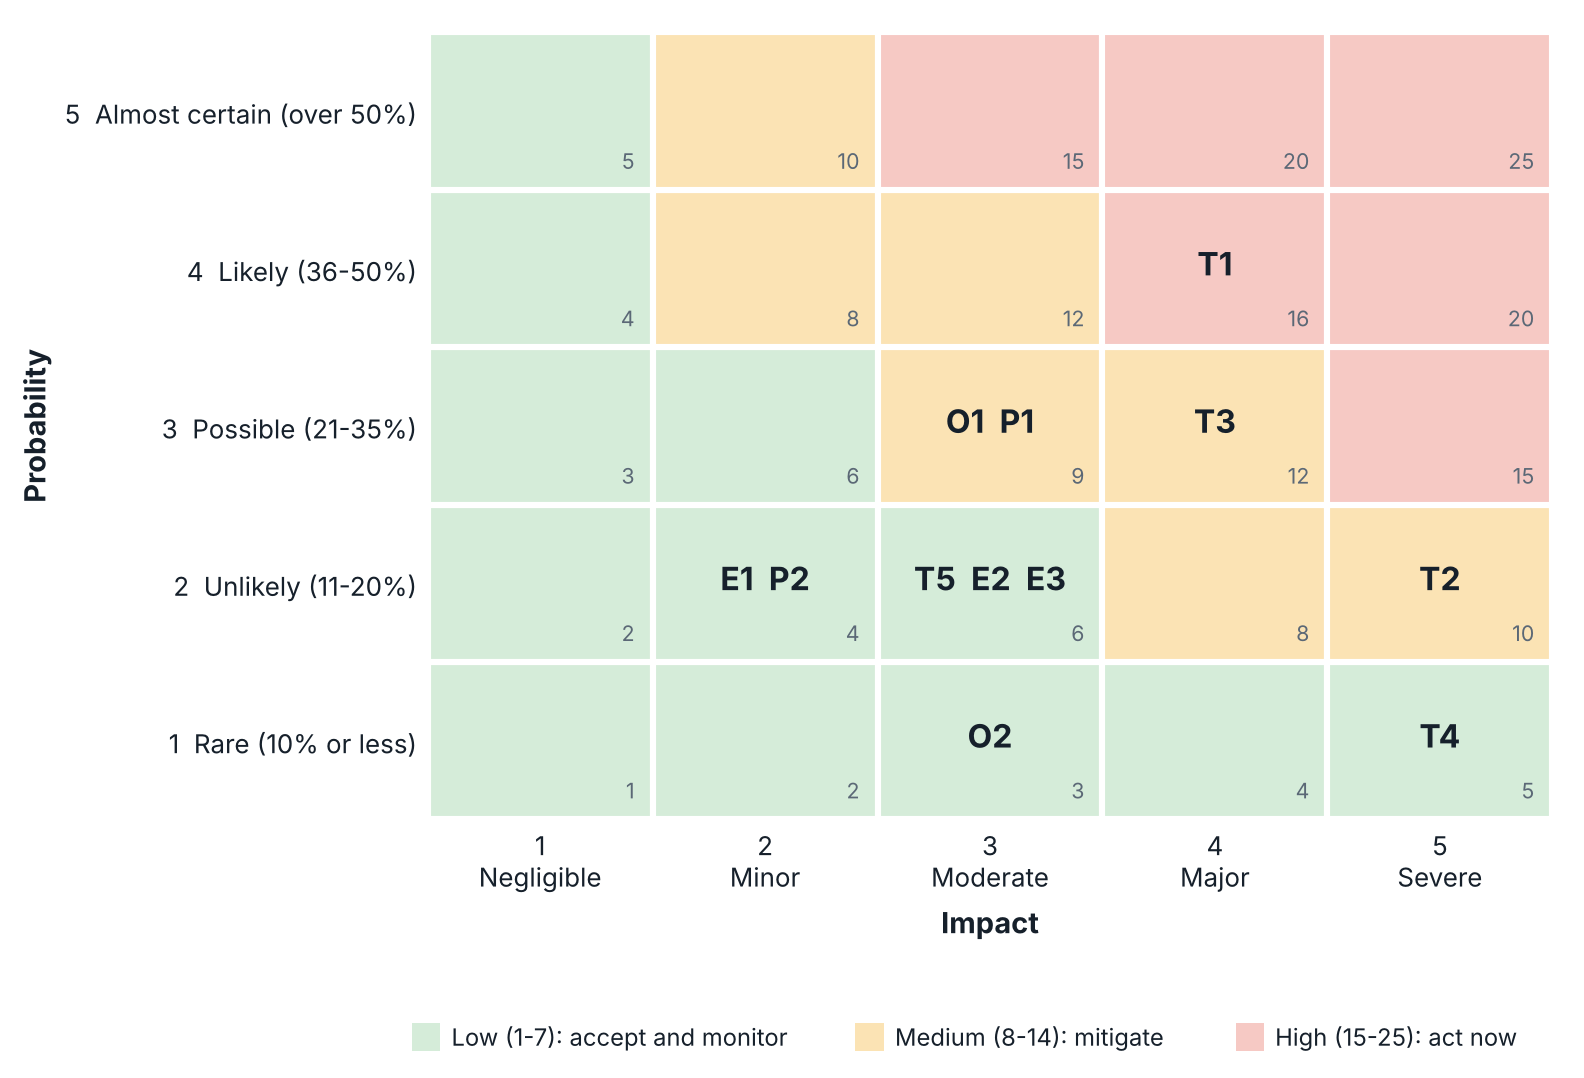 5 Almost certain (over 50%)
5
10
15
20
25
4 Likely (36-50%)
4
8
12
T1
16
20
3 Possible (21-35%)
3
6
O1 P1
9
T3
12
15
2 Unlikely (11-20%)
2
E1 P2
4
T5 E2 E3
6
8
T2
10
1 Rare (10% or less)
1
2
O2
3
4
T4
5
Probability
1
Negligible
2
Minor
3
Moderate
4
Major
5
Severe
Impact
Low (1-7): accept and monitor
Medium (8-14): mitigate
High (15-25): act now